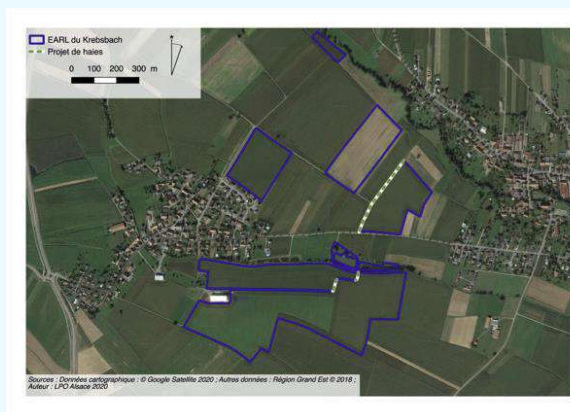 EARL du Krebsbach
Projet de haies
0 100 200 300 m
Sources : Données cartographique : © Google Satellite 2020 ; Autres données : Région Grand Est © 2018 ;
Auteur : LPO Alsace 2020